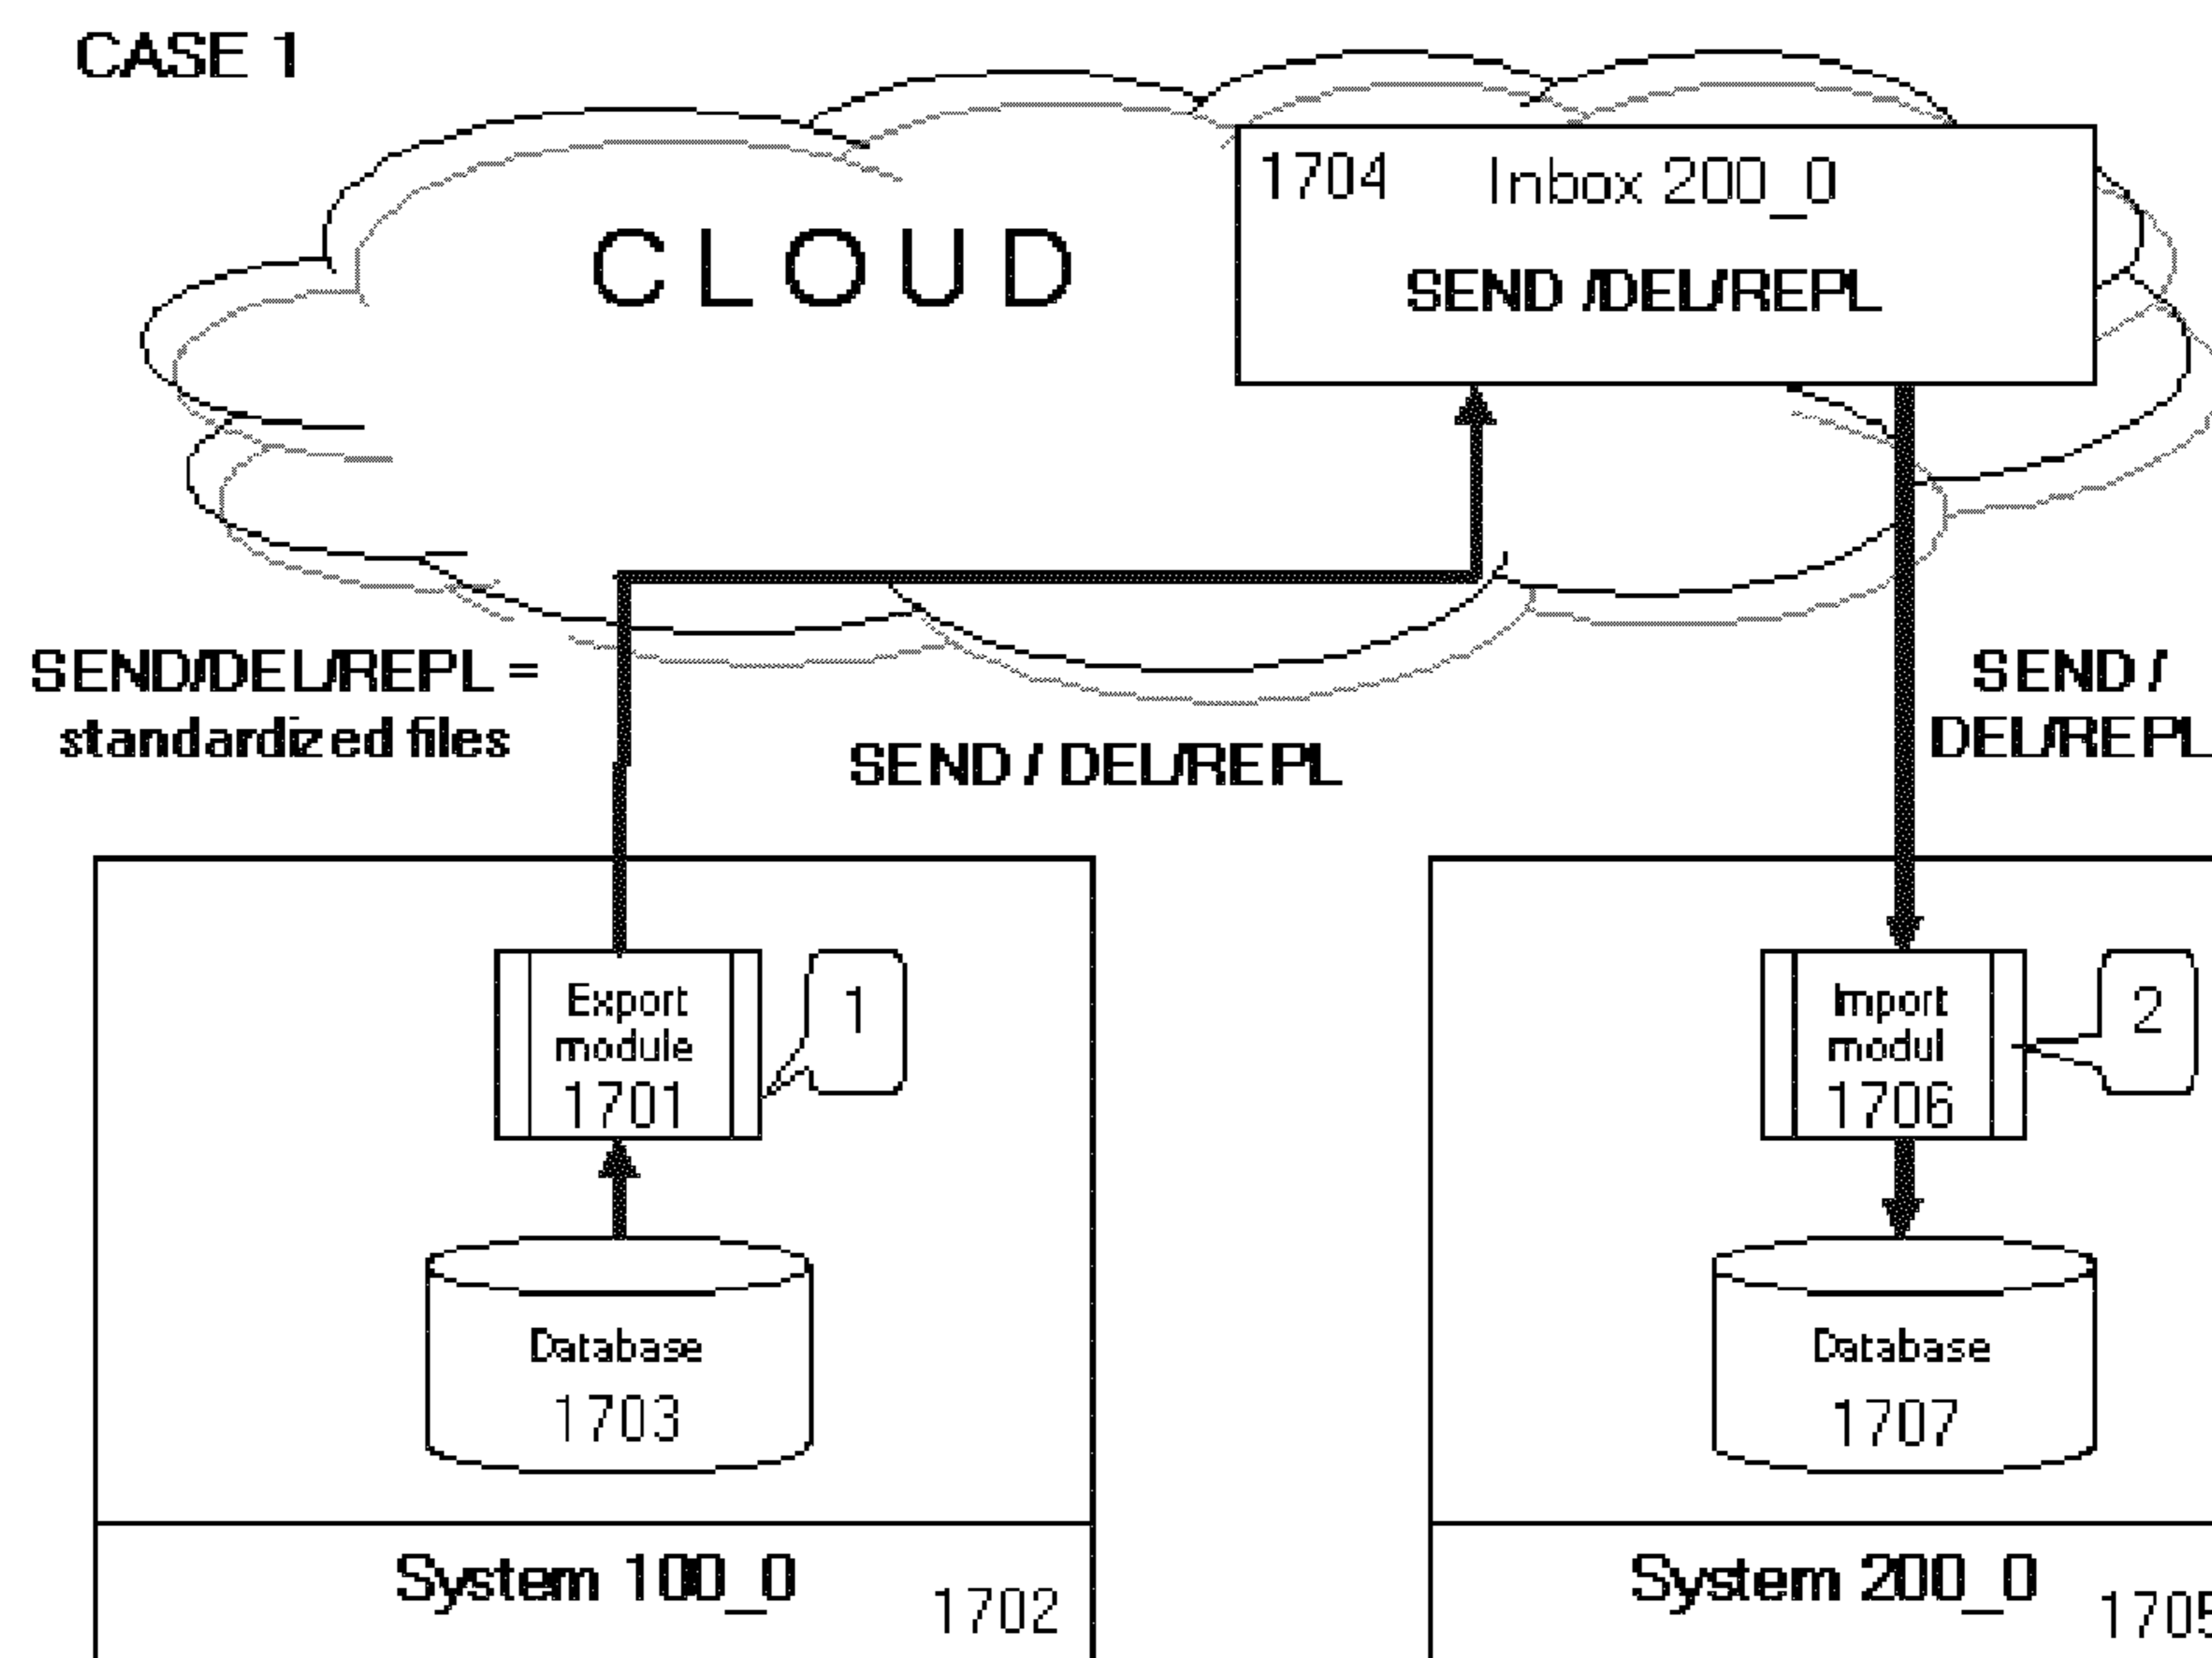 CASE 1
1704 Inbox 200_0
CLOUD
SEND /DEL/REPL
SEND/DEL/REPL =
standardized files
SEND / DEL/REPL
SEND /
DEL/REPL
Export
module
1701
1
Import
modul
1706
2
Database
1703
Database
1707
System 100_0
1702
System 200_0
1705